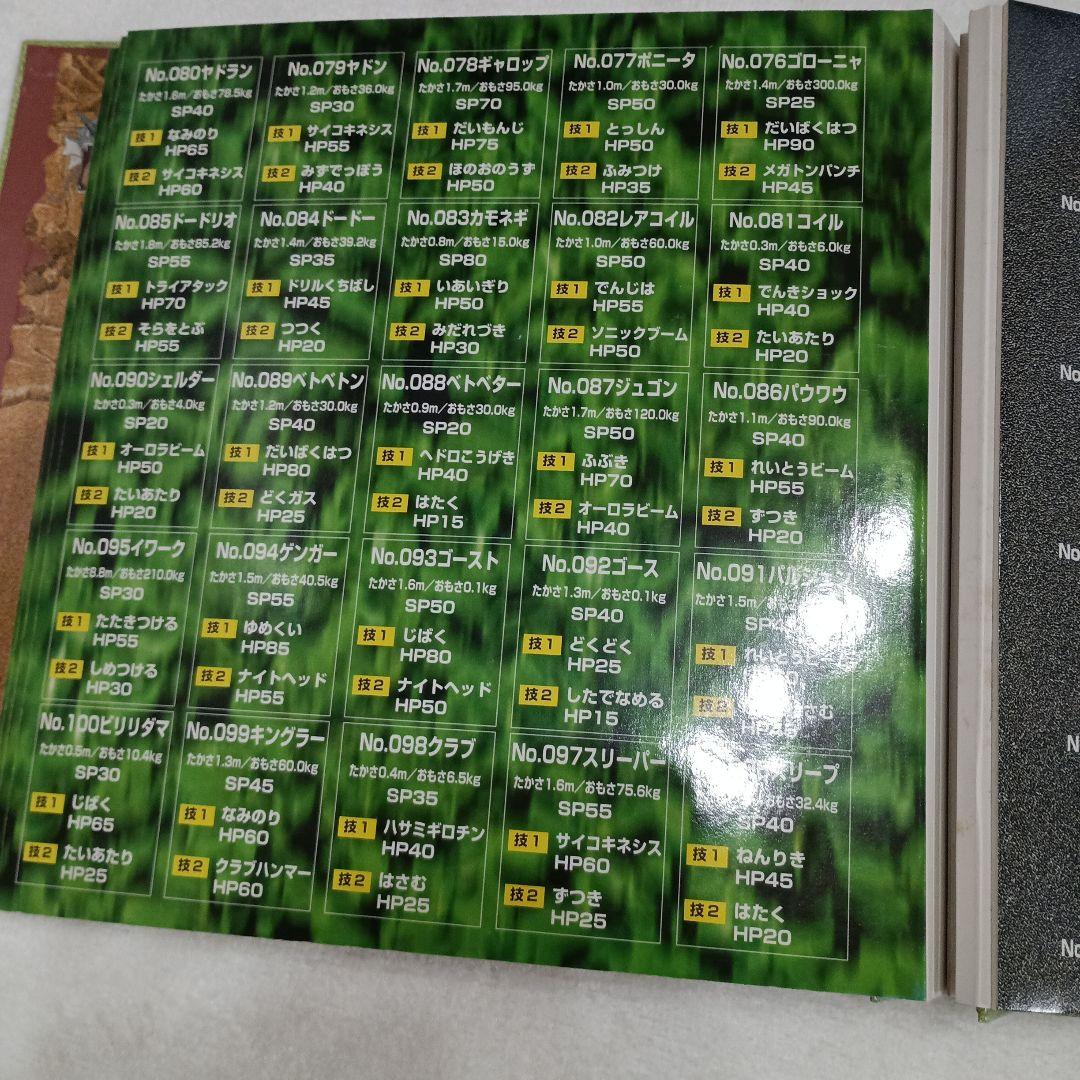 No.080ヤドラン
たかさ1.6m/おもさ78.5kg
SP40
技1 なみのり
HP65
技2 サイコキネシス
HP60
No.079ヤドン
たかさ1.2m/おもさ36.0kg
SP30
技1 サイコキネシス
HP55
技2 みずでっぽう
HP40
No.078ギャロップ
たかさ1.7m/おもさ95.0kg
SP70
技1 だいもんじ
HP75
技2 ほのおのうず
HP50
No.077ポニータ
たかさ1.0m/おもさ30.0kg
SP50
技1 とっしん
HP50
技2 ふみつけ
HP35
No.076ゴローニャ
たかさ1.4m/おもさ300.0kg
SP25
技1 だいばくはつ
HP90
技2 メガトンパンチ
HP45
No.085ドードリオ
たかさ1.8m/おもさ85.2kg
SP55
技1 トライアタック
HP70
技2 そらをとぶ
HP55
No.084ドードー
たかさ1.4m/おもさ39.2kg
SP35
技1 ドリルくちばし
HP45
技2 つつく
HP20
No.083カモネギ
たかさ0.8m/おもさ15.0kg
SP80
技1 いあいぎり
HP50
技2 みだれづき
HP30
No.082レアコイル
たかさ1.0m/おもさ60.0kg
SP50
技1 でんじは
HP55
技2 ソニックブーム
HP50
No.081コイル
たかさ0.3m/おもさ6.0kg
SP40
技1 でんきショック
HP40
技2 たいあたり
HP20
No.090シェルダー
たかさ0.3m/おもさ4.0kg
SP20
技1 オーロラビーム
HP50
技2 たいあたり
HP20
No.089ベトベトン
たかさ1.2m/おもさ30.0kg
SP40
技1 だいばくはつ
HP80
技2 どくガス
HP25
No.088ベトベター
たかさ0.9m/おもさ30.0kg
SP20
技1 ヘドロこうげき
HP40
技2 はたく
HP15
No.087ジュゴン
たかさ1.7m/おもさ120.0kg
SP50
技1 ふぶき
HP70
技2 オーロラビーム
HP40
No.086パウワウ
たかさ1.1m/おもさ90.0kg
SP40
技1 れいとうビーム
HP55
技2 ずつき
HP20
No.095イワーク
たかさ8.8m/おもさ210.0kg
SP30
技1 たたきつける
HP55
技2 しめつける
HP30
No.094ゲンガー
たかさ1.5m/おもさ40.5kg
SP55
技1 ゆめくい
HP85
技2 ナイトヘッド
HP55
No.093ゴースト
たかさ1.6m/おもさ0.1kg
SP50
技1 じばく
HP80
技2 ナイトヘッド
HP50
No.092ゴース
たかさ1.3m/おもさ0.1kg
SP40
技1 どくどく
HP25
技2 したでなめる
HP15
No.091パルシェ
たかさ1.5m/
技1 れいとう
技2
No.100ビリリダマ
たかさ0.5m/おもさ10.4kg
SP30
技1 じばく
HP65
技2 たいあたり
HP25
No.099キングラー
たかさ1.3m/おもさ60.0kg
SP45
技1 なみのり
HP60
技2 クラブハンマー
HP60
No.098クラブ
たかさ0.4m/おもさ6.5kg
SP35
技1 ハサミギロチン
HP40
技2 はさむ
HP25
No.097スリーパー
たかさ1.6m/おもさ75.6kg
SP55
技1 サイコキネシス
HP60
技2 ずつき
HP25
スリープ
おもさ32.4kg
SP40
技1 ねんりき
HP45
技2 はたく
HP20
No
No
No
No